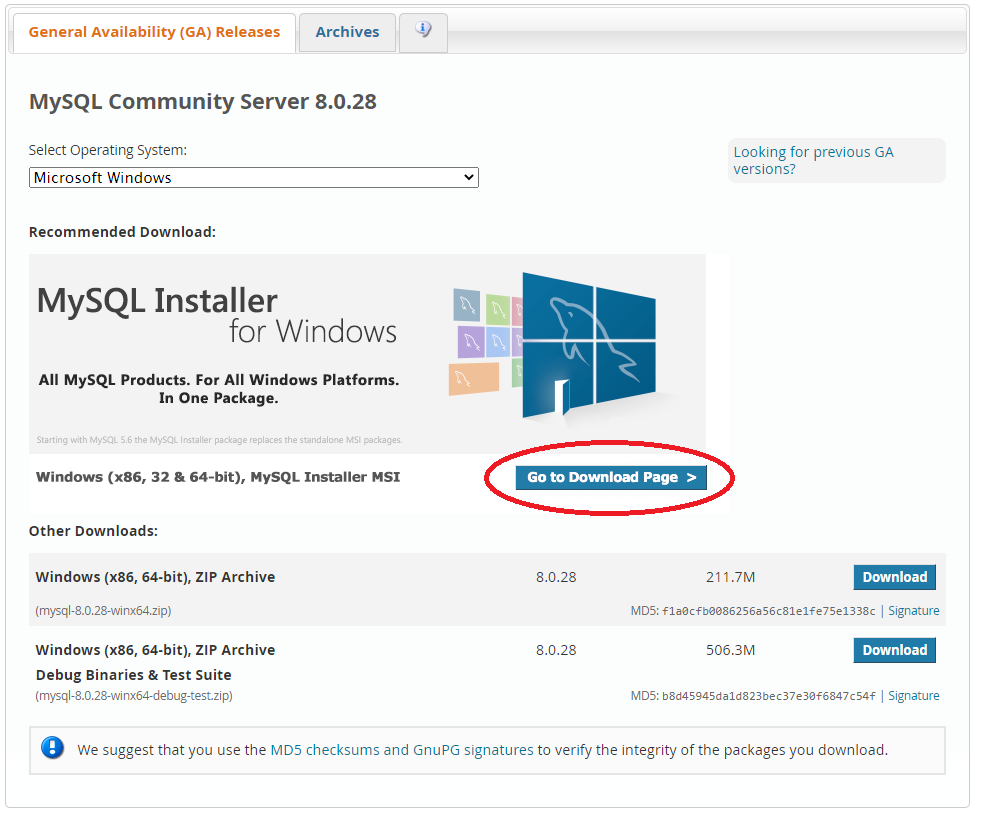 General Availability (GA) Releases
Archives
MySQL Community Server 8.0.28
Select Operating System:
Microsoft Windows
Looking for previous GA
versions?
Recommended Download:
MySQL Installer
for Windows
All MySQL Products. For All Windows Platforms.
In One Package.
Starting with MySQL 5.6 the MySQL Installer package replaces the standalone MSI packages.
Windows (x86, 32 & 64-bit), MySQL Installer MSI
Go to Download Page >
Other Downloads:
Windows (x86, 64-bit), ZIP Archive 8.0.28 211.7M Download
(mysql-8.0.28-winx64.zip) MD5: f1a0cfb0086256a56c81e1fe75e1338c | Signature
Windows (x86, 64-bit), ZIP Archive 8.0.28 506.3M Download
Debug Binaries & Test Suite
(mysql-8.0.28-winx64-debug-test.zip) MD5: b8d45945da1d823bec37e30f6847c54f | Signature
We suggest that you use the MD5 checksums and GnuPG signatures to verify the integrity of the packages you download.